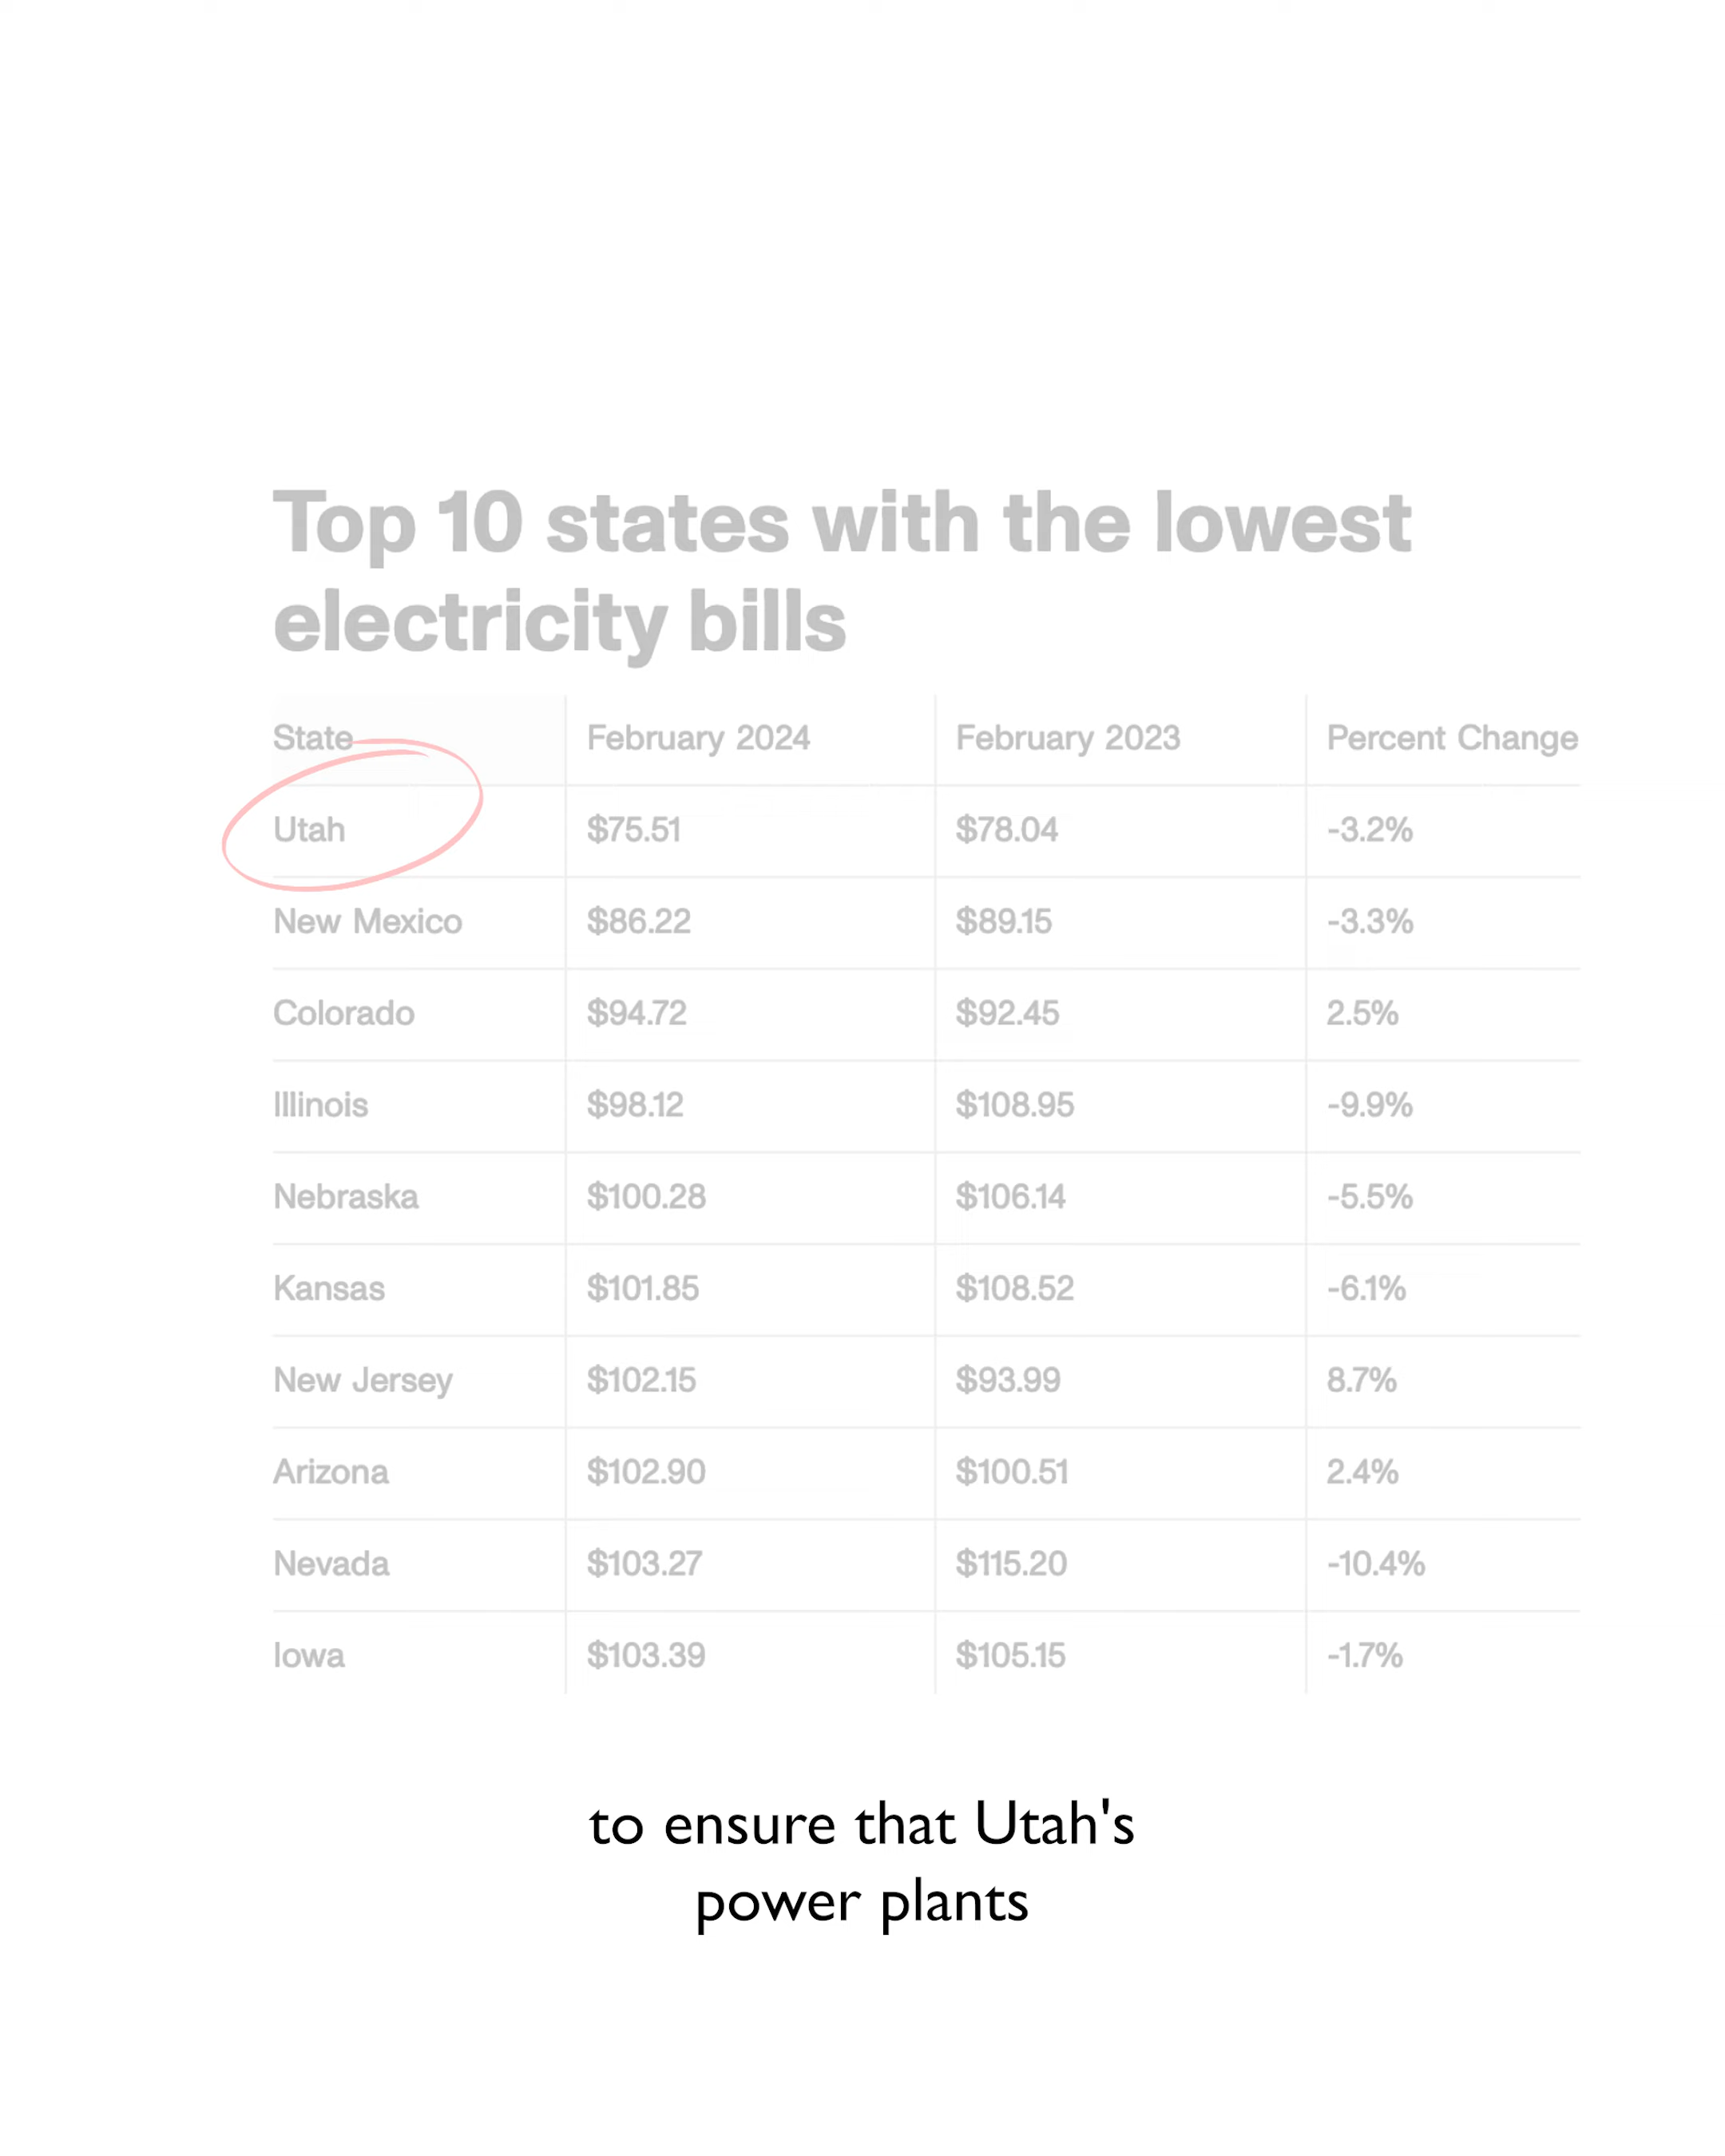 Top 10 states with the lowest
electricity bills
State February 2024 February 2023 Percent Change
Utah $75.51 $78.04 -3.2%
New Mexico $86.22 $89.15 -3.3%
Colorado $94.72 $92.45 2.5%
Illinois $98.12 $108.95 -9.9%
Nebraska $100.28 $106.14 -5.5%
Kansas $101.85 $108.52 -6.1%
New Jersey $102.15 $93.99 8.7%
Arizona $102.90 $100.51 2.4%
Nevada $103.27 $115.20 -10.4%
Iowa $103.39 $105.15 -1.7%
to ensure that Utah's
power plants